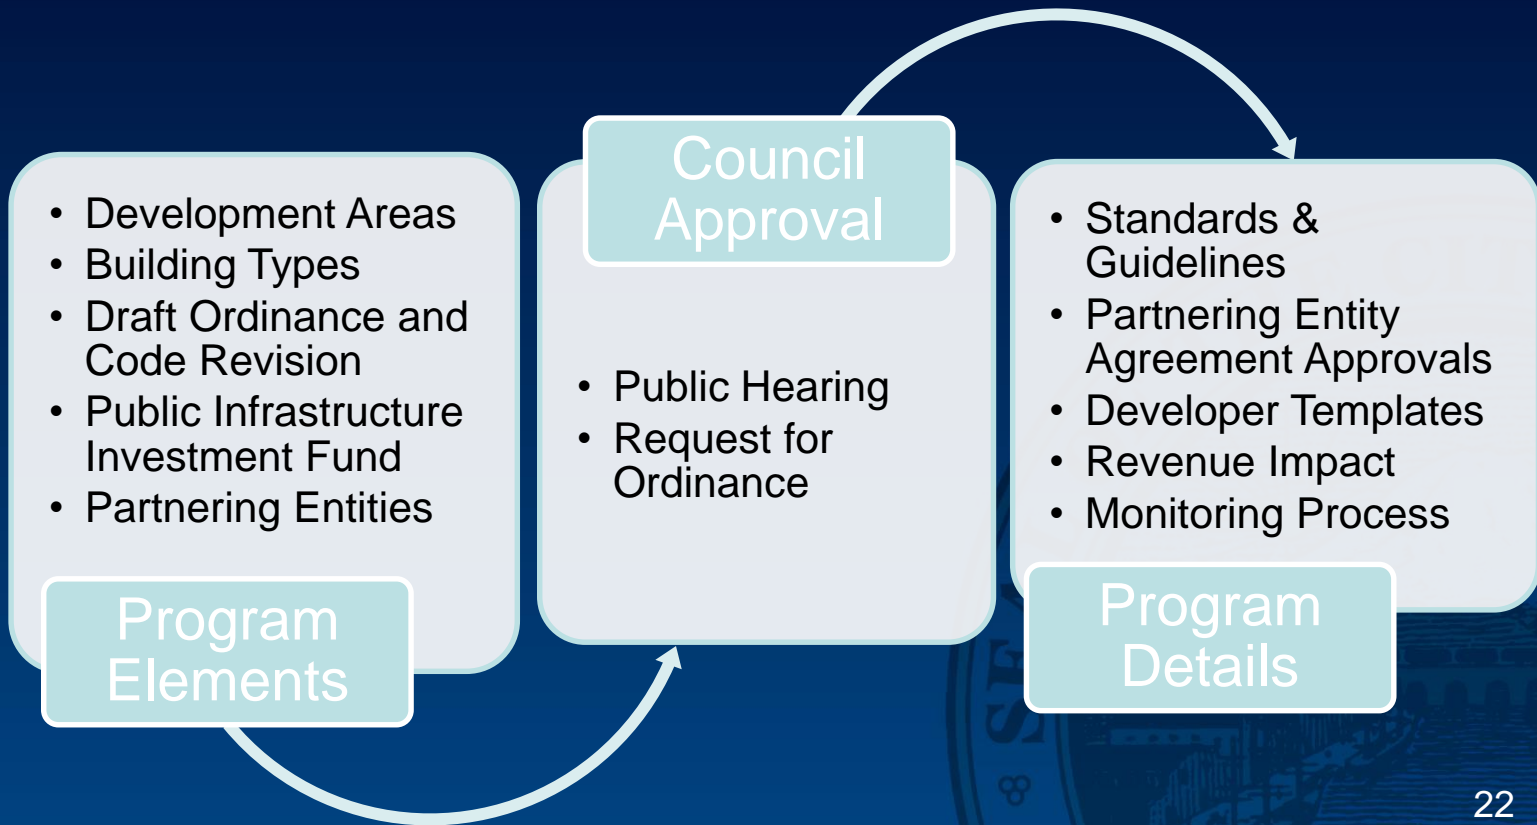 • Development Areas
• Building Types
• Draft Ordinance and
Code Revision
• Public Infrastructure
Investment Fund
• Partnering Entities
Program
Elements
Council
Approval
• Public Hearing
• Request for
Ordinance
• Standards &
Guidelines
• Partnering Entity
Agreement Approvals
• Developer Templates
• Revenue Impact
• Monitoring Process
Program
Details
22